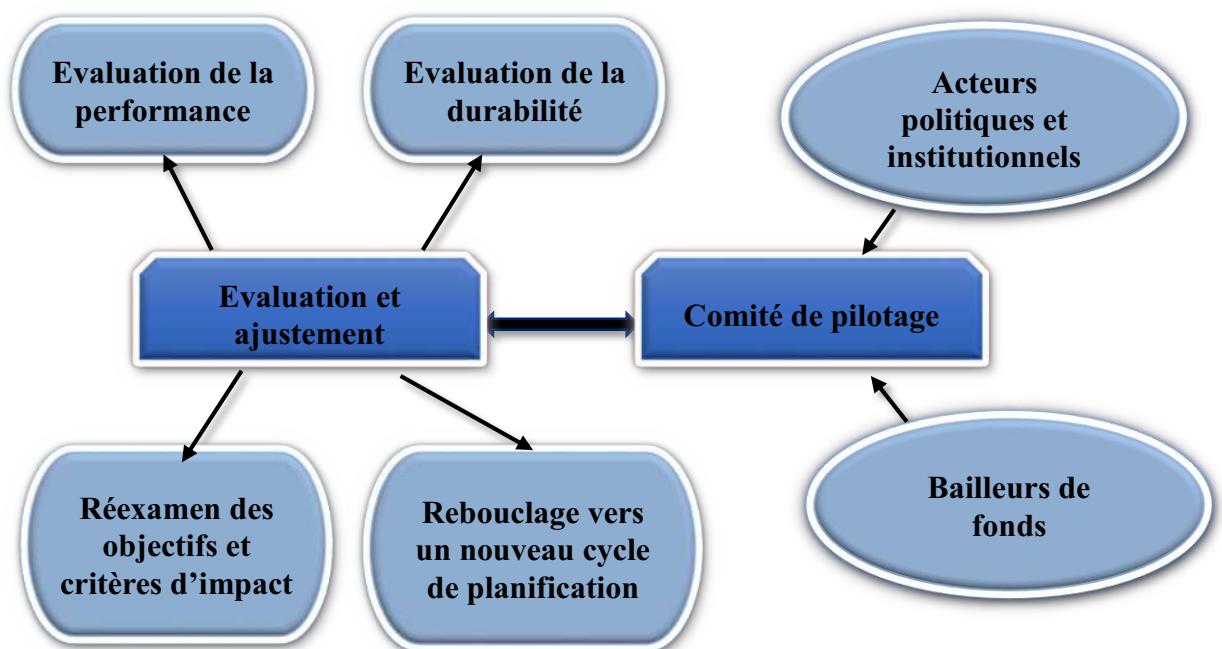 Evaluation de la
performance
Evaluation de la
durabilité
Acteurs
politiques et
institutionnels
Evaluation et
ajustement
Comité de pilotage
Réexamen des
objectifs et
critères d’impact
Rebouclage vers
un nouveau cycle
de planification
Bailleurs de
fonds